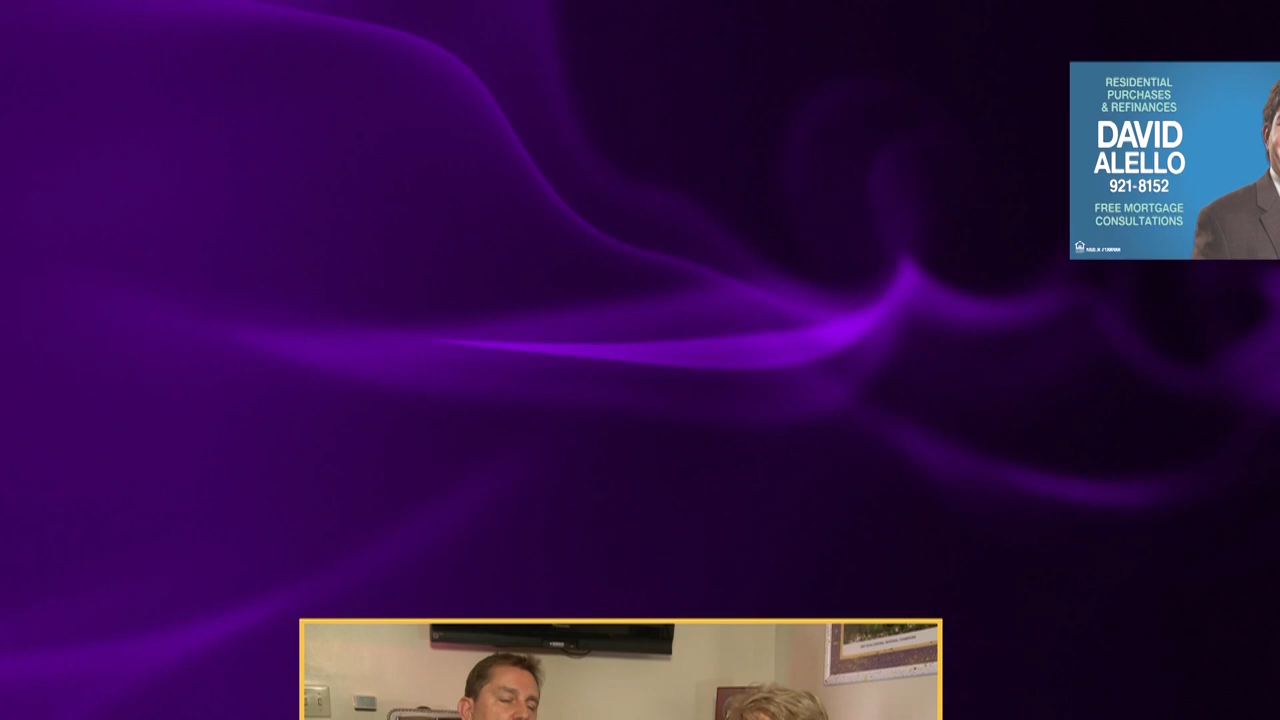 RESIDENTIAL
PURCHASES
& REFINANCES
DAVID
ALELLO
921-8152
FREE MORTGAGE
CONSULTATIONS